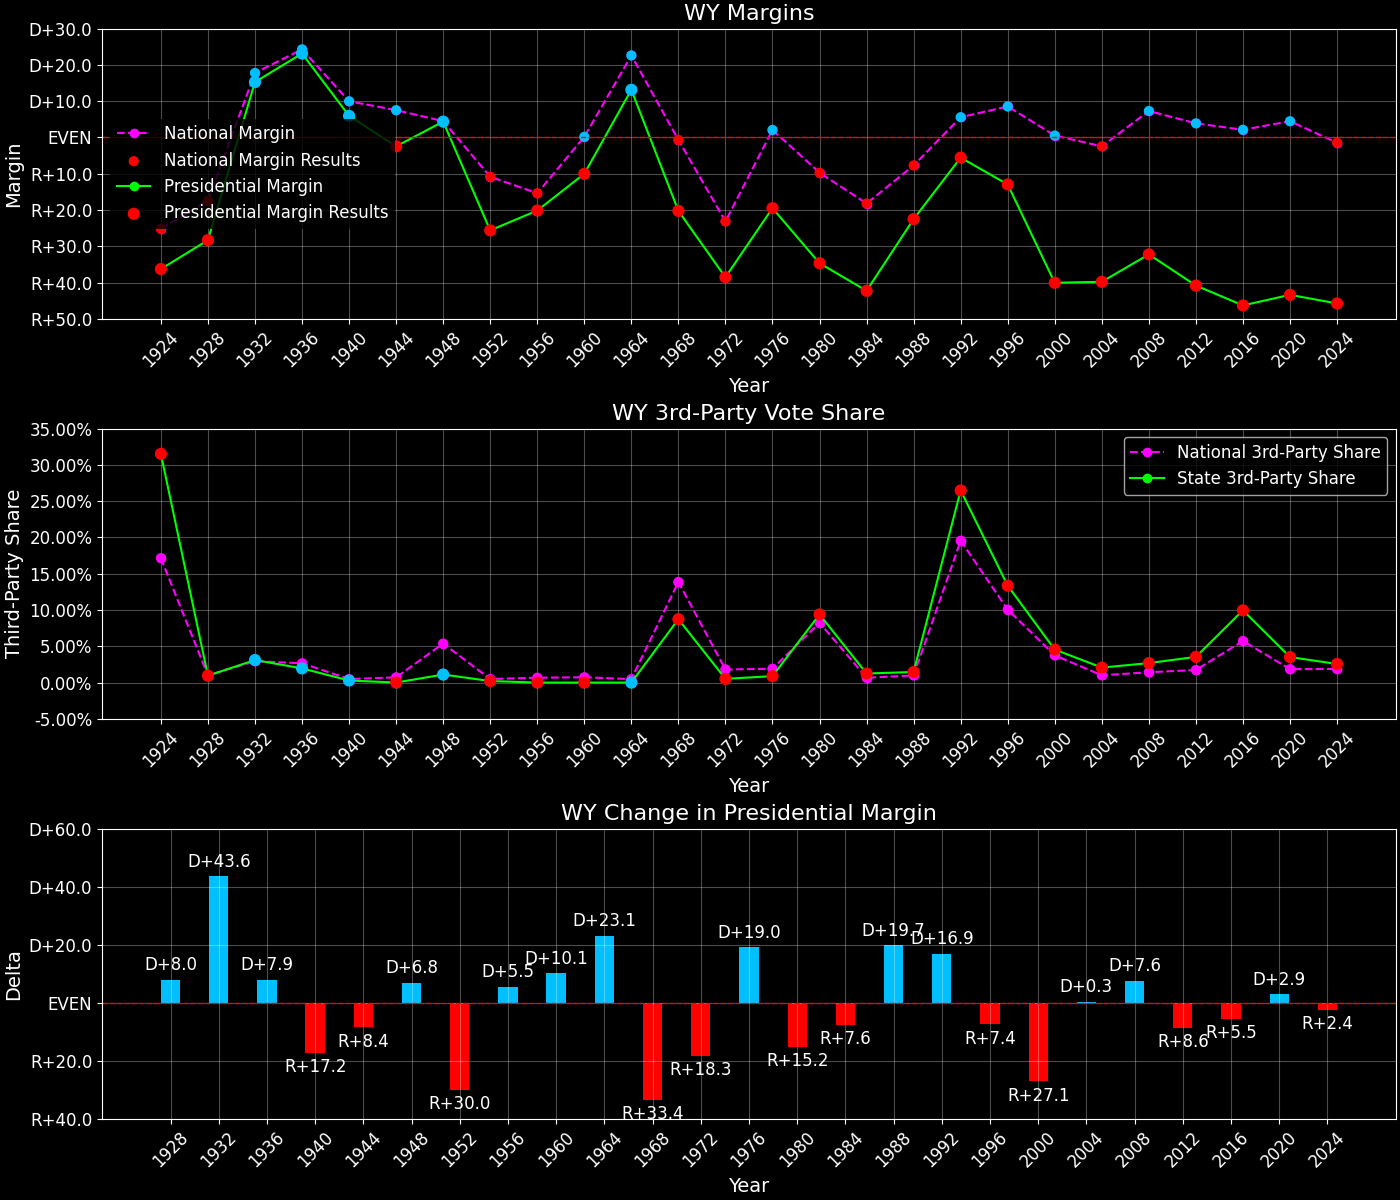 WY Margins
D+30.0
D+20.0
D+10.0
EVEN
R+10.0
R+20.0
R+30.0
R+40.0
R+50.0
Margin
National Margin
National Margin Results
Presidential Margin
Presidential Margin Results
1924 1928 1932 1936 1940 1944 1948 1952 1956 1960 1964 1968 1972 1976 1980 1984 1988 1992 1996 2000 2004 2008 2012 2016 2020 2024
Year
WY 3rd-Party Vote Share
35.00%
30.00%
25.00%
20.00%
15.00%
10.00%
5.00%
0.00%
-5.00%
Third-Party Share
National 3rd-Party Share
State 3rd-Party Share
1924 1928 1932 1936 1940 1944 1948 1952 1956 1960 1964 1968 1972 1976 1980 1984 1988 1992 1996 2000 2004 2008 2012 2016 2020 2024
Year
WY Change in Presidential Margin
D+60.0
D+40.0
D+20.0
EVEN
R+20.0
R+40.0
Delta
D+8.0 D+43.6 D+7.9 R+17.2 R+8.4 D+6.8 R+30.0 D+5.5 D+10.1 D+23.1 R+33.4 R+18.3 D+19.0 R+15.2 R+7.6 D+19.7 D+16.9 R+7.4 R+27.1 D+0.3 D+7.6 R+8.6 R+5.5 D+2.9 R+2.4
1928 1932 1936 1940 1944 1948 1952 1956 1960 1964 1968 1972 1976 1980 1984 1988 1992 1996 2000 2004 2008 2012 2016 2020 2024
Year